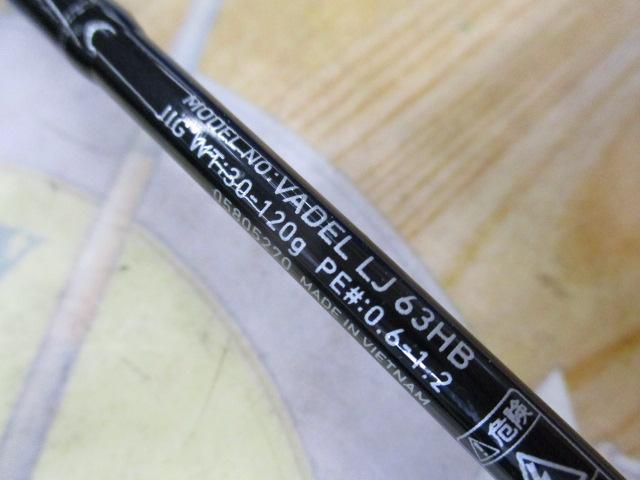 MODEL NO.:VADEL LJ 63HB
JIG WT:30-120g PE#:0.6-1.2
05805270 MADE IN VIETNAM
危険